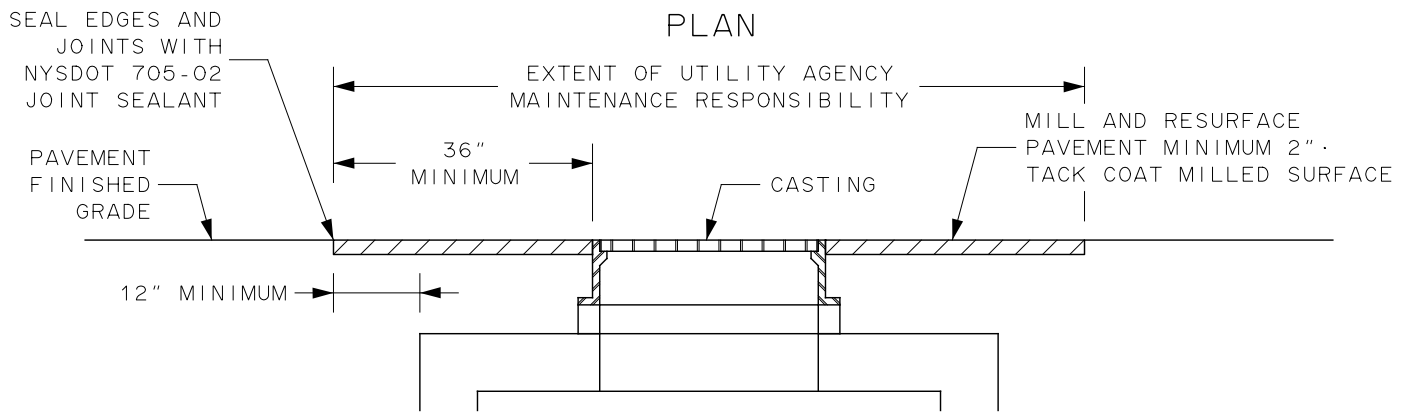 SEAL EDGES AND
JOINTS WITH
NYSDOT 705-02
JOINT SEALANT
PLAN
EXTENT OF UTILITY AGENCY
MAINTENANCE RESPONSIBILITY
MILL AND RESURFACE
PAVEMENT MINIMUM 2".
TACK COAT MILLED SURFACE
36"
MINIMUM
PAVEMENT
FINISHED
GRADE
CASTING
12" MINIMUM